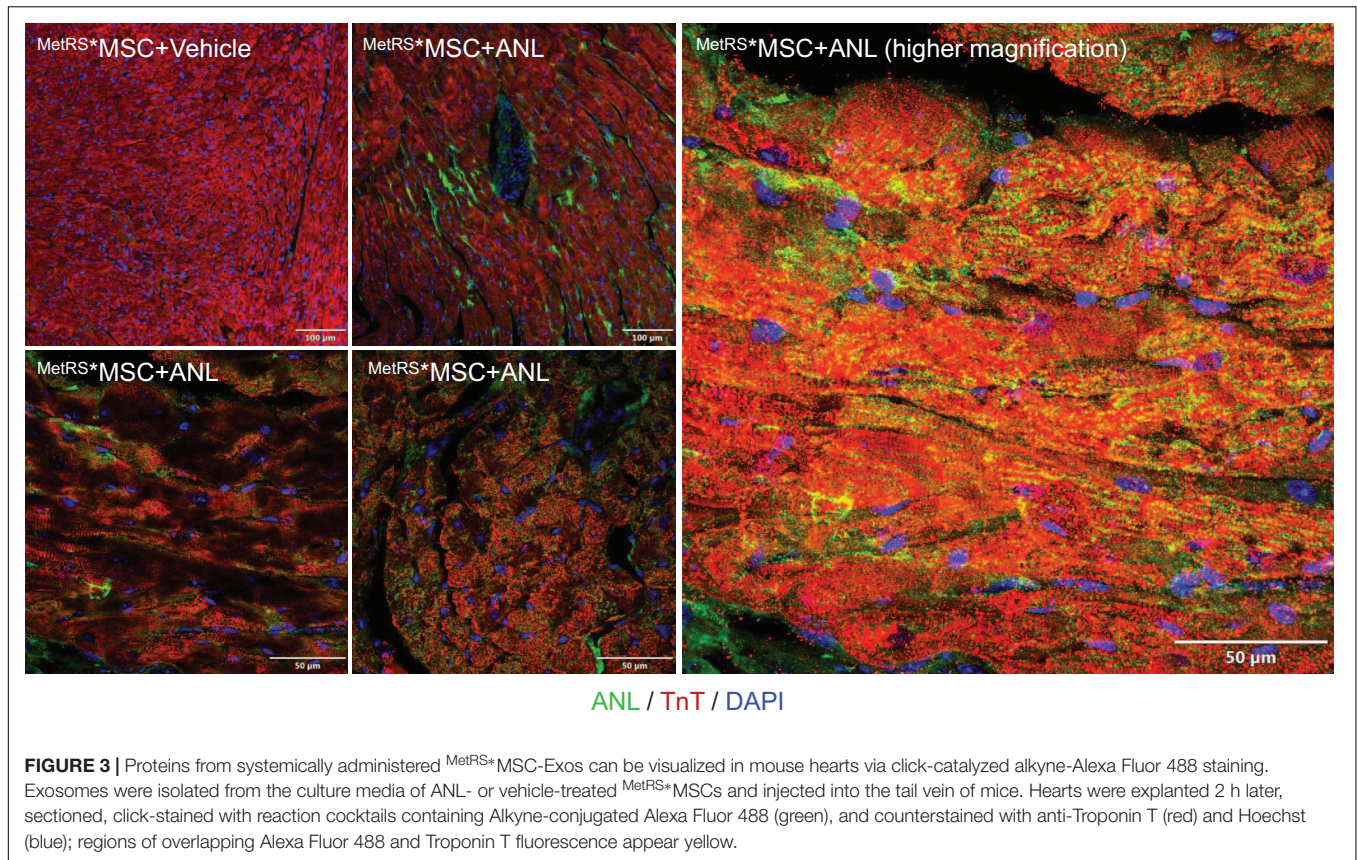 MetRS*MSC+Vehicle
MetRS*MSC+ANL
MetRS*MSC+ANL (higher magnification)
100 µm
100 µm
MetRS*MSC+ANL
MetRS*MSC+ANL
50 µm
50 µm
50 µm
ANL / TnT / DAPI
FIGURE 3 | Proteins from systemically administered MetRS*MSC-Exos can be visualized in mouse hearts via click-catalyzed alkyne-Alexa Fluor 488 staining.
Exosomes were isolated from the culture media of ANL- or vehicle-treated MetRS*MSCs and injected into the tail vein of mice. Hearts were explanted 2 h later,
sectioned, click-stained with reaction cocktails containing Alkyne-conjugated Alexa Fluor 488 (green), and counterstained with anti-Troponin T (red) and Hoechst
(blue); regions of overlapping Alexa Fluor 488 and Troponin T fluorescence appear yellow.